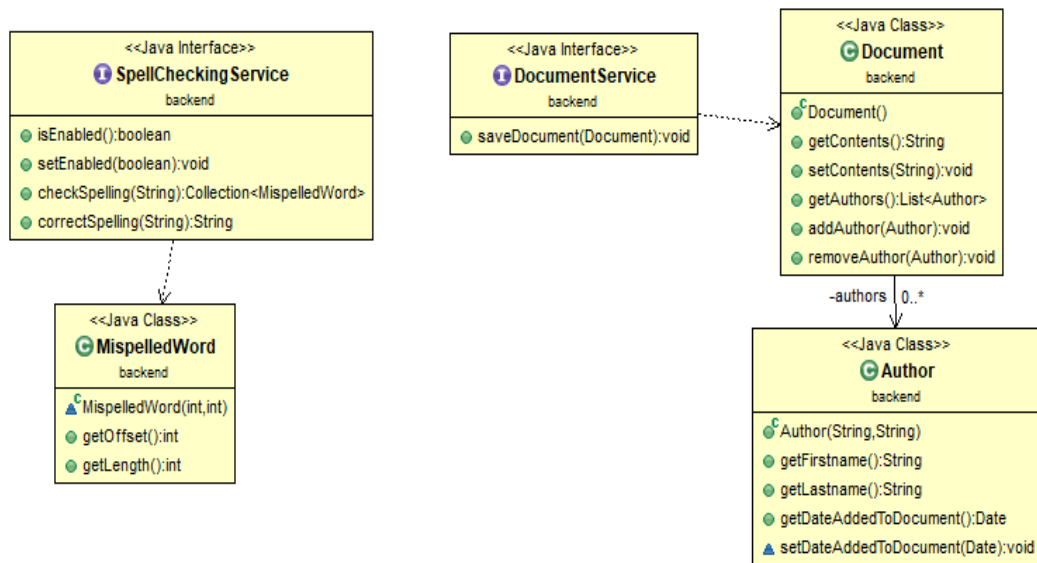 <<Java Interface>>
SpellCheckingService
backend
isEnabled():boolean
setEnabled(boolean):void
checkSpelling(String):Collection<MispelledWord>
correctSpelling(String):String
<<Java Class>>
MispelledWord
backend
MispelledWord(int,int)
getOffset():int
getLength():int
<<Java Interface>>
DocumentService
backend
saveDocument(Document):void
<<Java Class>>
Document
backend
Document()
getContents():String
setContents(String):void
getAuthors():List<Author>
addAuthor(Author):void
removeAuthor(Author):void
-authors 0..*
<<Java Class>>
Author
backend
Author(String,String)
getFirstname():String
getLastname():String
getDateAddedToDocument():Date
setDateAddedToDocument(Date):void